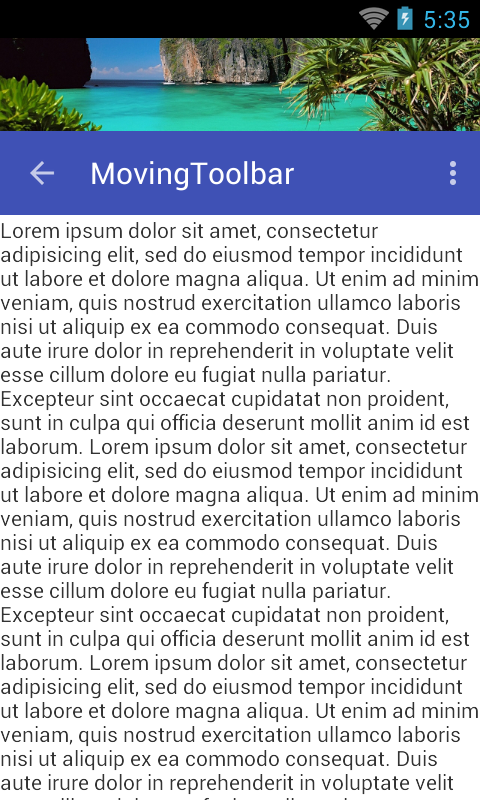 5:35
MovingToolbar
Lorem ipsum dolor sit amet, consectetur
adipisicing elit, sed do eiusmod tempor incididunt
ut labore et dolore magna aliqua. Ut enim ad minim
veniam, quis nostrud exercitation ullamco laboris
nisi ut aliquip ex ea commodo consequat. Duis
aute irure dolor in reprehenderit in voluptate velit
esse cillum dolore eu fugiat nulla pariatur.
Excepteur sint occaecat cupidatat non proident,
sunt in culpa qui officia deserunt mollit anim id est
laborum. Lorem ipsum dolor sit amet, consectetur
adipisicing elit, sed do eiusmod tempor incididunt
ut labore et dolore magna aliqua. Ut enim ad minim
veniam, quis nostrud exercitation ullamco laboris
nisi ut aliquip ex ea commodo consequat. Duis
aute irure dolor in reprehenderit in voluptate velit
esse cillum dolore eu fugiat nulla pariatur.
Excepteur sint occaecat cupidatat non proident,
sunt in culpa qui officia deserunt mollit anim id est
laborum. Lorem ipsum dolor sit amet, consectetur
adipisicing elit, sed do eiusmod tempor incididunt
ut labore et dolore magna aliqua. Ut enim ad minim
veniam, quis nostrud exercitation ullamco laboris
nisi ut aliquip ex ea commodo consequat. Duis
aute irure dolor in reprehenderit in voluptate velit